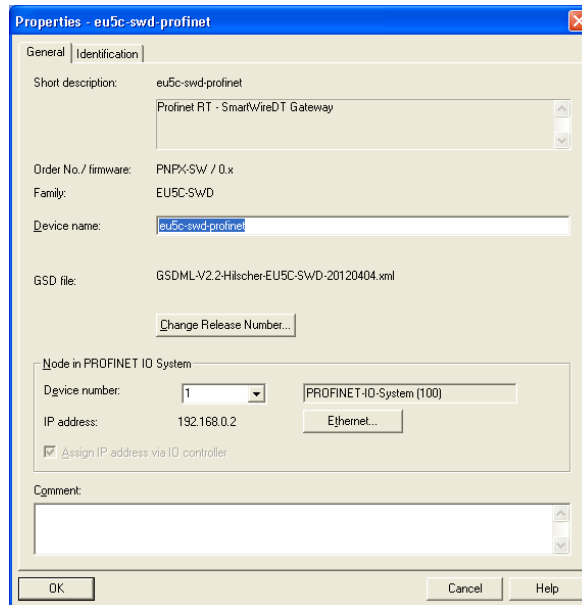 Properties - eu5c-swd-profinet
General Identification
Short description: eu5c-swd-profinet
Profinet RT - SmartWireDT Gateway
Order No./ firmware: PNPX-SW / 0.x
Family: EU5C-SWD
Device name: eu5c-swd-profinet
GSD file: GSDML-V2.2-Hilscher-EU5C-SWD-20120404.xml
Change Release Number...
Node in PROFINET IO System
Device number: 1 PROFINET-IO-System (100)
IP address: 192.168.0.2 Ethernet...
Assign IP address via IO controller
Comment:
OK Cancel Help